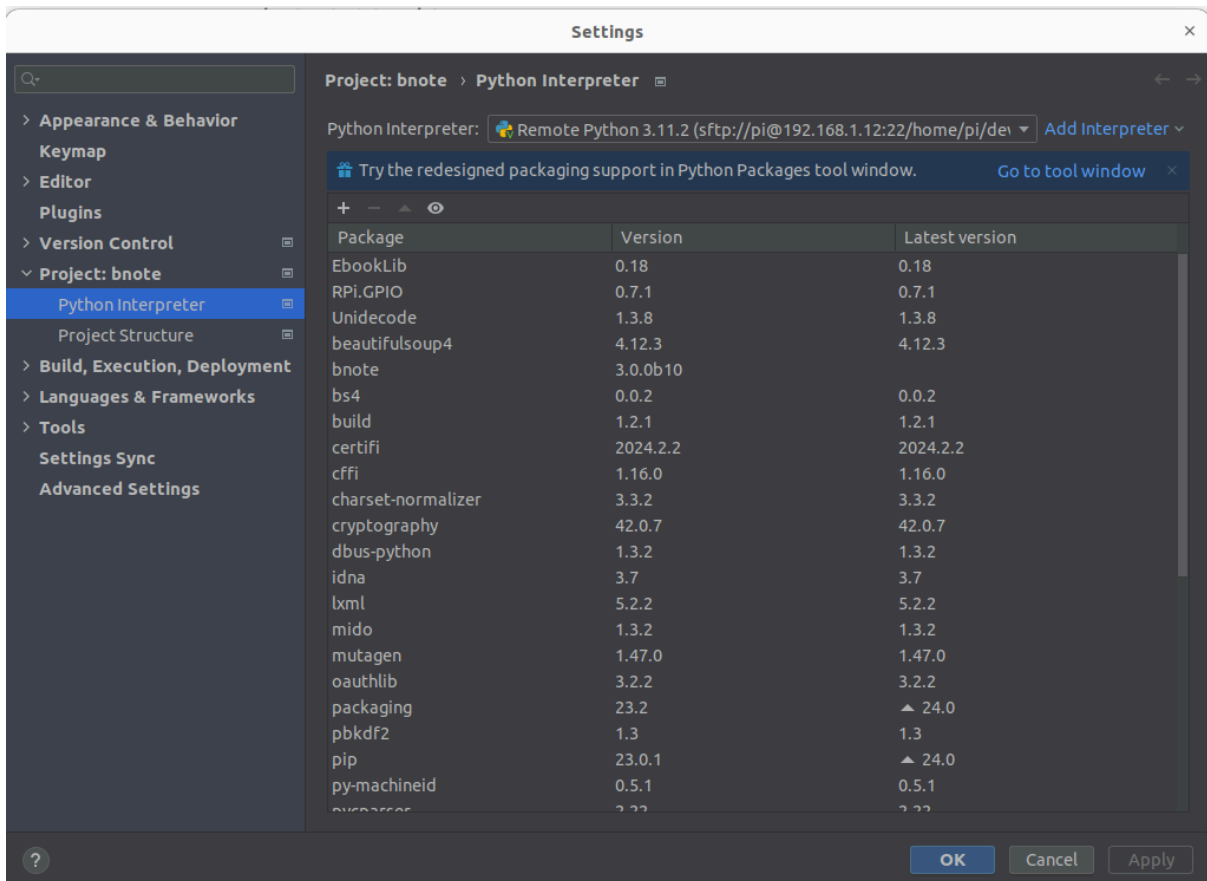 Settings
Project: bnote › Python Interpreter
Appearance & Behavior
Keymap
Editor
Plugins
Version Control
Project: bnote
Python Interpreter
Project Structure
Build, Execution, Deployment
Languages & Frameworks
Tools
Settings Sync
Advanced Settings
Python Interpreter: Remote Python 3.11.2 (sftp://pi@192.168.1.12:22/home/pi/dev Add Interpreter
Try the redesigned packaging support in Python Packages tool window. Go to tool window
Package Version Latest version
EbookLib 0.18 0.18
RPi.GPIO 0.7.1 0.7.1
Unidecode 1.3.8 1.3.8
beautifulsoup4 4.12.3 4.12.3
bnote 3.0.0b10
bs4 0.0.2 0.0.2
build 1.2.1 1.2.1
certifi 2024.2.2 2024.2.2
cffi 1.16.0 1.16.0
charset-normalizer 3.3.2 3.3.2
cryptography 42.0.7 42.0.7
dbus-python 1.3.2 1.3.2
idna 3.7 3.7
lxml 5.2.2 5.2.2
mido 1.3.2 1.3.2
mutagen 1.47.0 1.47.0
oauthlib 3.2.2 3.2.2
packaging 23.2 24.0
pbkdf2 1.3 1.3
pip 23.0.1 24.0
py-machineid 0.5.1 0.5.1
pycparser 2.22 2.22
? OK Cancel Apply